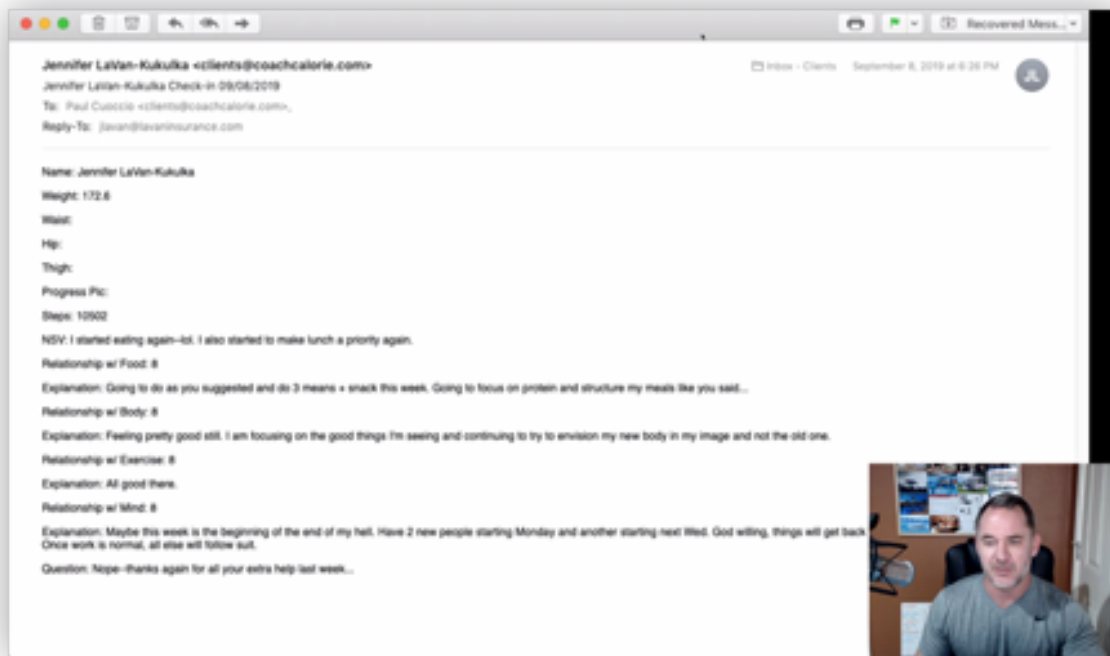 Recovered Mess...
Jennifer LaVan-Kukulka <clients@coachcalorie.com>
Inbox - Clients September 8, 2019 at 6:26 PM
JL
Jennifer LaVan-Kukulka Check-in 09/08/2019
To: Paul Cuoccio <clients@coachcalorie.com>,
Reply-To: jlavan@lavaninsurance.com
Name: Jennifer LaVan-Kukulka
Weight: 172.6
Waist:
Hip:
Thigh:
Progress Pic:
Steps: 10502
NSV: I started eating again--lol. I also started to make lunch a priority again.
Relationship w/ Food: 8
Explanation: Going to do as you suggested and do 3 means + snack this week. Going to focus on protein and structure my meals like you said...
Relationship w/ Body: 8
Explanation: Feeling pretty good still. I am focusing on the good things I'm seeing and continuing to try to envision my new body in my image and not the old one.
Relationship w/ Exercise: 8
Explanation: All good there.
Relationship w/ Mind: 8
Explanation: Maybe this week is the beginning of the end of my hell. Have 2 new people starting Monday and another starting next Wed. God willing, things will get back
Once work is normal, all else will follow suit.
Question: Nope--thanks again for all your extra help last week...